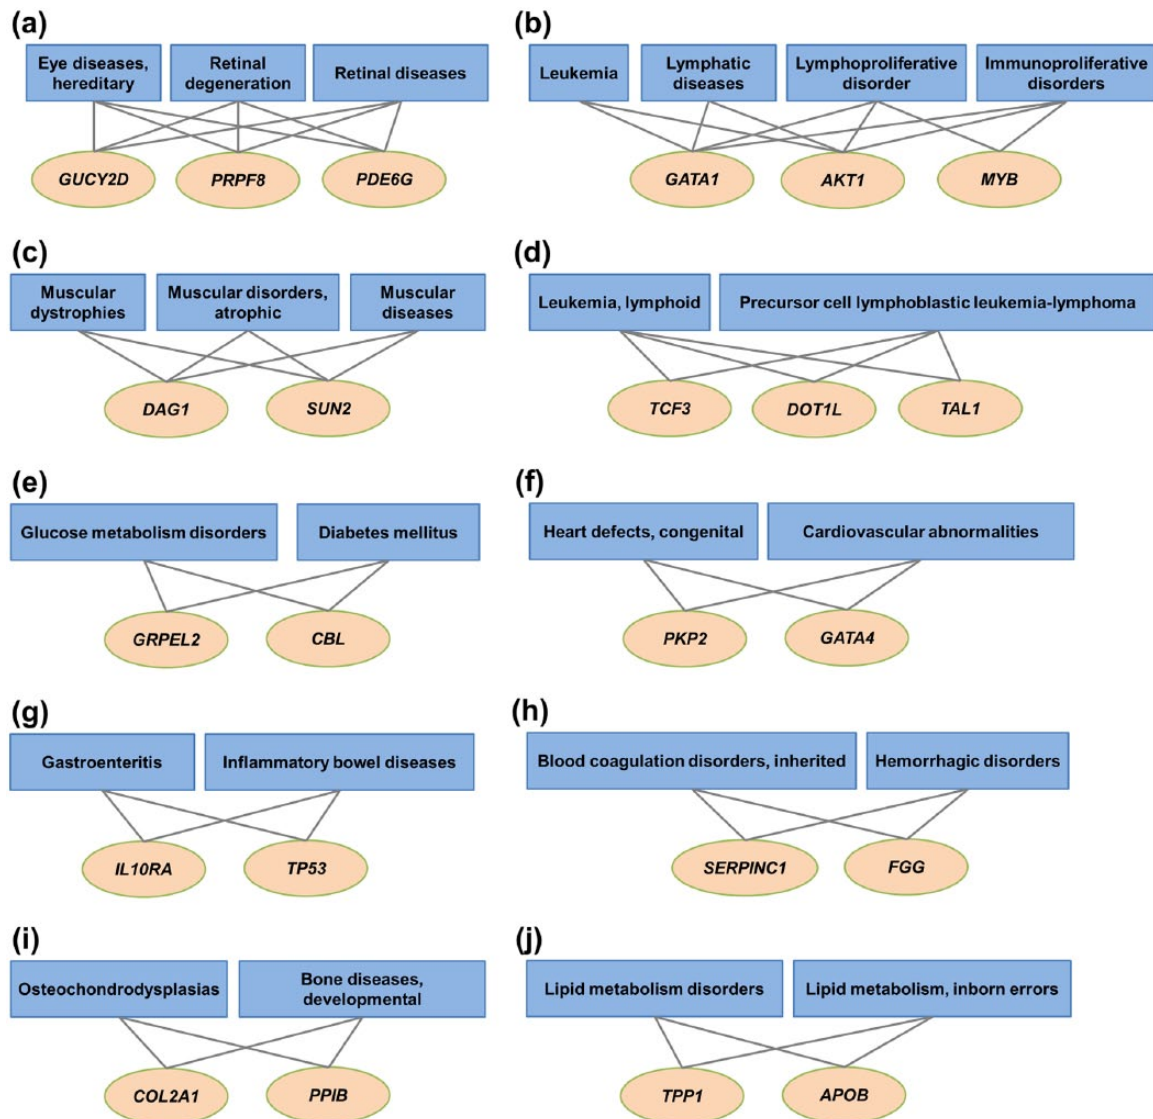 (a)
Eye diseases,
hereditary
Retinal
degeneration
Retinal diseases
GUCY2D
PRPF8
PDE6G
(b)
Leukemia
Lymphatic
diseases
Lymphoproliferative
disorder
Immunoproliferative
disorders
GATA1
AKT1
MYB
(c)
Muscular
dystrophies
Muscular disorders,
atrophic
Muscular
diseases
DAG1
SUN2
(d)
Leukemia, lymphoid
Precursor cell lymphoblastic leukemia-lymphoma
TCF3
DOT1L
TAL1
(e)
Glucose metabolism disorders
Diabetes mellitus
GRPEL2
CBL
(f)
Heart defects, congenital
Cardiovascular abnormalities
PKP2
GATA4
(g)
Gastroenteritis
Inflammatory bowel diseases
IL10RA
TP53
(h)
Blood coagulation disorders, inherited
Hemorrhagic disorders
SERPINC1
FGG
(i)
Osteochondrodysplasias
Bone diseases,
developmental
COL2A1
PPIB
(j)
Lipid metabolism disorders
Lipid metabolism, inborn errors
TPP1
APOB